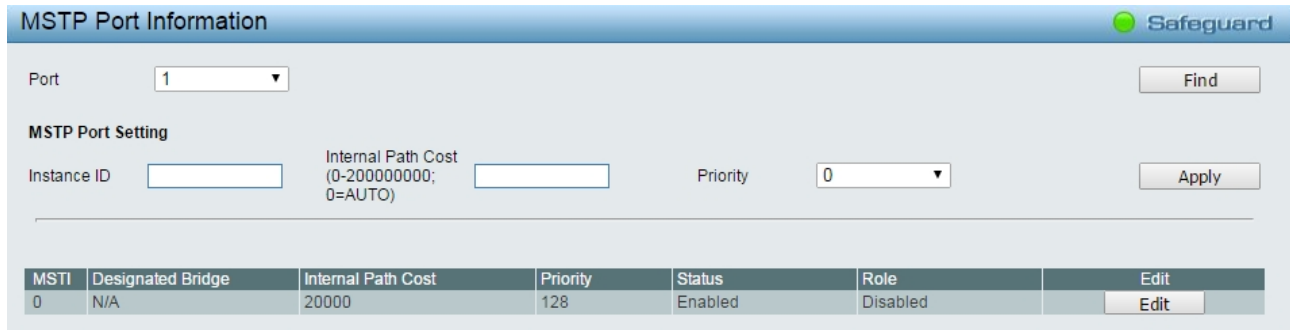 MSTP Port Information
Safeguard
Port 1 Find
MSTP Port Setting
Instance ID Internal Path Cost (0-200000000; 0=AUTO) Priority 0 Apply
MSTI Designated Bridge Internal Path Cost Priority Status Role Edit
0 N/A 20000 128 Enabled Disabled Edit